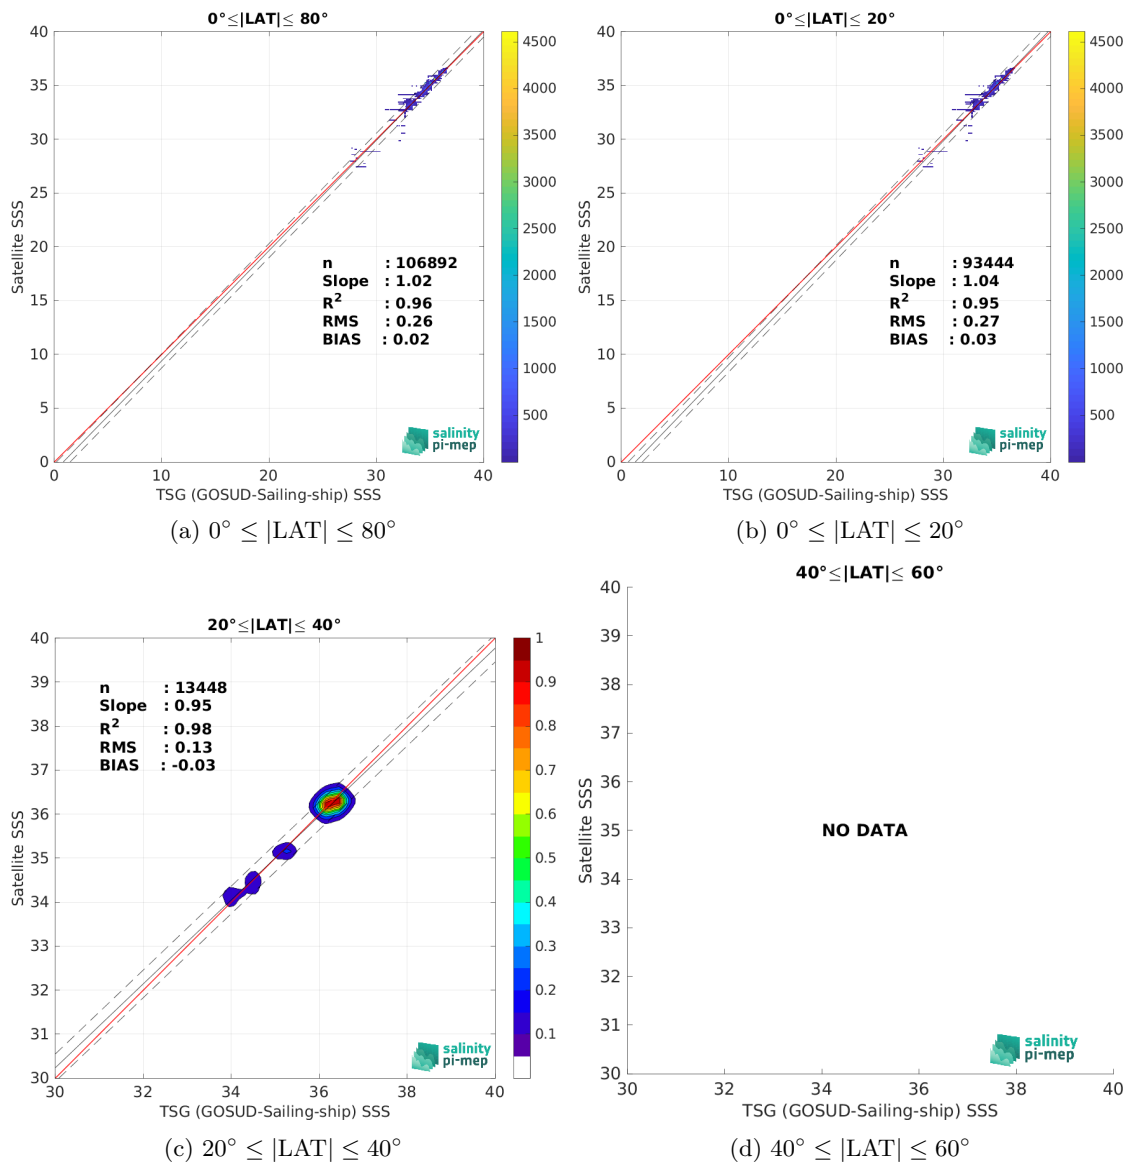 0°≤|LAT|≤ 80°
40
35
30
25
20
15
10
5
0
0
10
20
30
40
Satellite SSS
TSG (GOSUD-Sailing-ship) SSS
n : 106892
Slope : 1.02
R2 : 0.96
RMS : 0.26
BIAS : 0.02
salinity
pi-mep
4500
4000
3500
3000
2500
2000
1500
1000
500
(a) 0° ≤ |LAT| ≤ 80°
0°≤|LAT|≤ 20°
40
35
30
25
20
15
10
5
0
0
10
20
30
40
Satellite SSS
TSG (GOSUD-Sailing-ship) SSS
n : 93444
Slope : 1.04
R2 : 0.95
RMS : 0.27
BIAS : 0.03
salinity
pi-mep
4500
4000
3500
3000
2500
2000
1500
1000
500
(b) 0° ≤ |LAT| ≤ 20°
20°≤|LAT|≤ 40°
40
39
38
37
36
35
34
33
32
31
30
30
32
34
36
38
40
Satellite SSS
TSG (GOSUD-Sailing-ship) SSS
n : 13448
Slope : 0.95
R2 : 0.98
RMS : 0.13
BIAS : -0.03
salinity
pi-mep
1
0.9
0.8
0.7
0.6
0.5
0.4
0.3
0.2
0.1
(c) 20° ≤ |LAT| ≤ 40°
40°≤|LAT|≤ 60°
40
39
38
37
36
35
34
33
32
31
30
30
32
34
36
38
40
Satellite SSS
TSG (GOSUD-Sailing-ship) SSS
NO DATA
salinity
pi-mep
(d) 40° ≤ |LAT| ≤ 60°